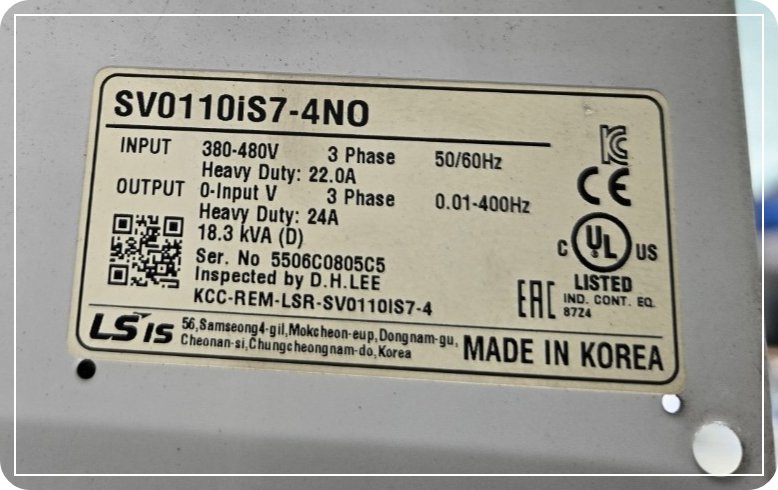 SV0110iS7-4NO
INPUT 380-480V 3 Phase 50/60Hz
Heavy Duty: 22.0A
OUTPUT 0-Input V 3 Phase 0.01-400Hz
Heavy Duty: 24A
18.3 kVA (D)
Ser. No 5506C0805C5
Inspected by D.H.LEE
KCC-REM-LSR-SV0110IS7-4
CE
C UL US
LISTED
EAC IND. CONT. EQ.
87Z4
LSIS 56,Samseong4-gil,Mokcheon-eup,Dongnam-gu,
Cheonan-si,Chungcheongnam-do,Korea
MADE IN KOREA